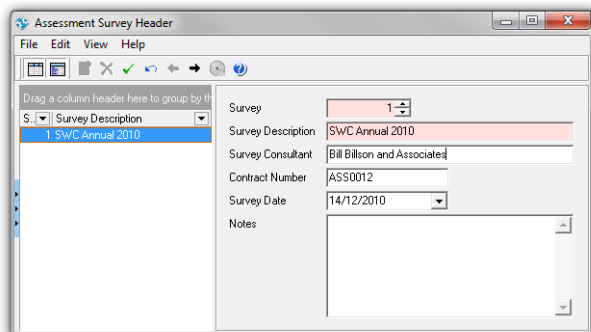 Assessment Survey Header
File Edit View Help
Drag a column header here to group by th
S.. Survey Description
1 SWC Annual 2010
Survey 1
Survey Description SWC Annual 2010
Survey Consultant Bill Billson and Associates
Contract Number ASS0012
Survey Date 14/12/2010
Notes